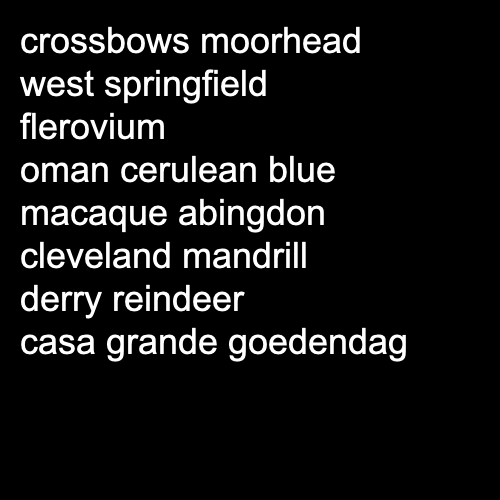 crossbows moorhead
west springfield
flerovium
oman cerulean blue
macaque abingdon
cleveland mandrill
derry reindeer
casa grande goedendag